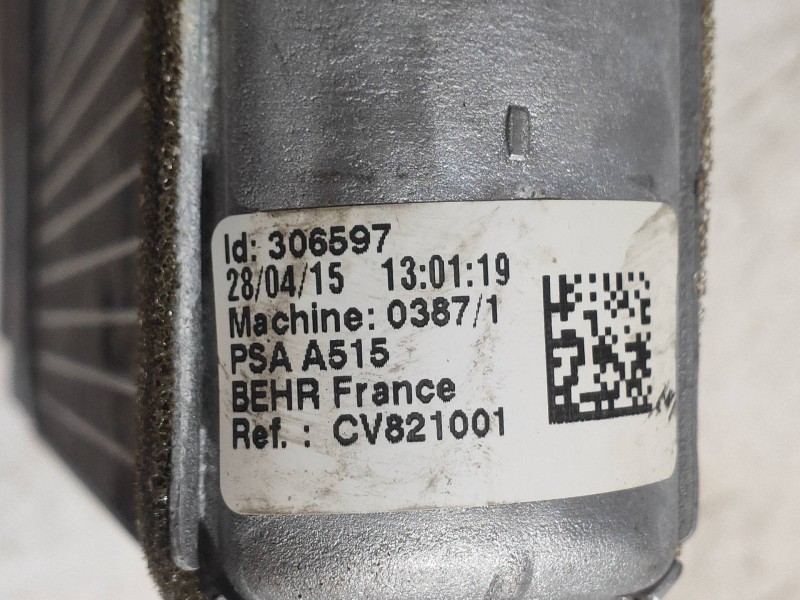 Id: 306597
28/04/15 13:01:19
Machine: 0387/1
PSA A515
BEHR France
Ref. : CV821001